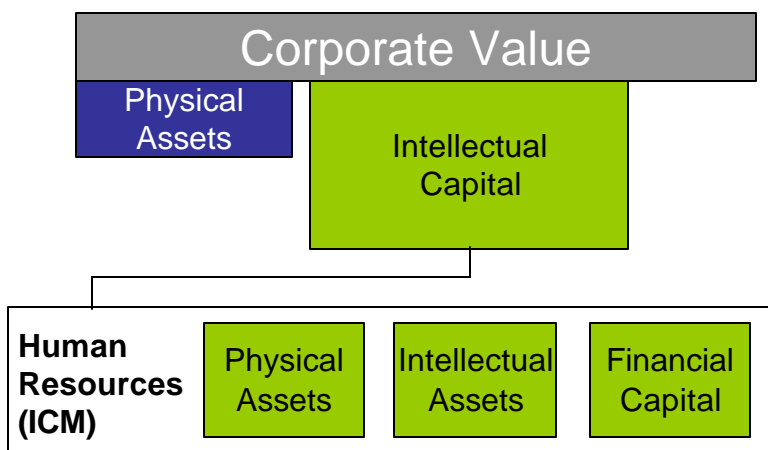 Corporate Value
Physical
Assets
Intellectual
Capital
Human
Resources
(ICM)
Physical
Assets
Intellectual
Assets
Financial
Capital